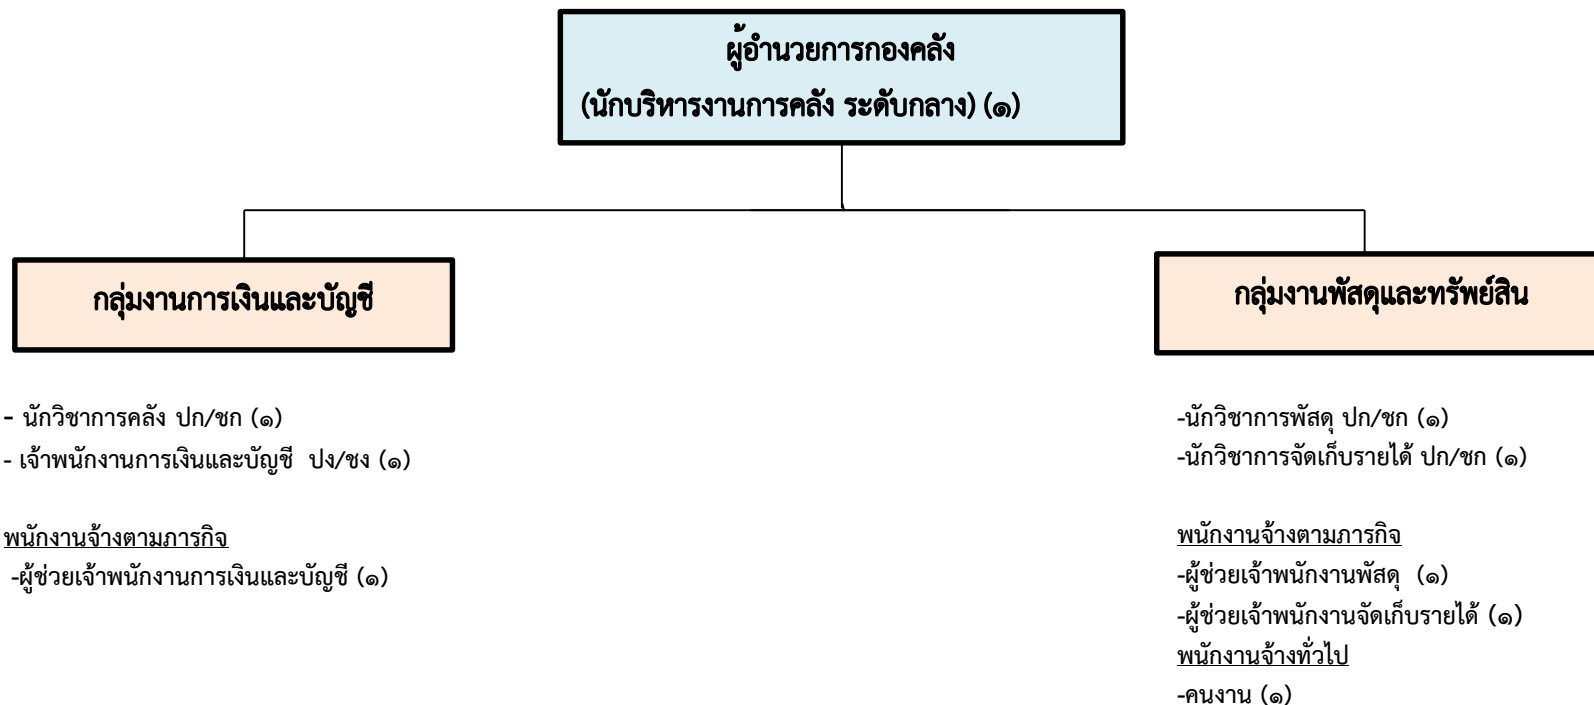 ผู้อำนวยการกองคลัง
(นักบริหารงานการคลัง ระดับกลาง) (๑)
กลุ่มงานการเงินและบัญชี
- นักวิชาการคลัง ปก/ชก (๑)
- เจ้าพนักงานการเงินและบัญชี ปง/ชง (๑)
พนักงานจ้างตามภารกิจ
-ผู้ช่วยเจ้าพนักงานการเงินและบัญชี (๑)
กลุ่มงานพัสดุและทรัพย์สิน
-นักวิชาการพัสดุ ปก/ชก (๑)
-นักวิชาการจัดเก็บรายได้ ปก/ชก (๑)
พนักงานจ้างตามภารกิจ
-ผู้ช่วยเจ้าพนักงานพัสดุ (๑)
-ผู้ช่วยเจ้าพนักงานจัดเก็บรายได้ (๑)
พนักงานจ้างทั่วไป
-คนงาน (๑)